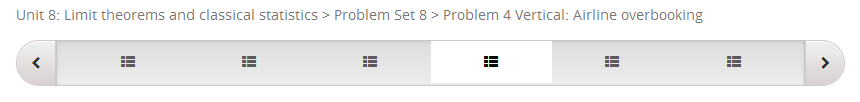 Unit 8: Limit theorems and classical statistics > Problem Set 8 > Problem 4 Vertical: Airline overbooking